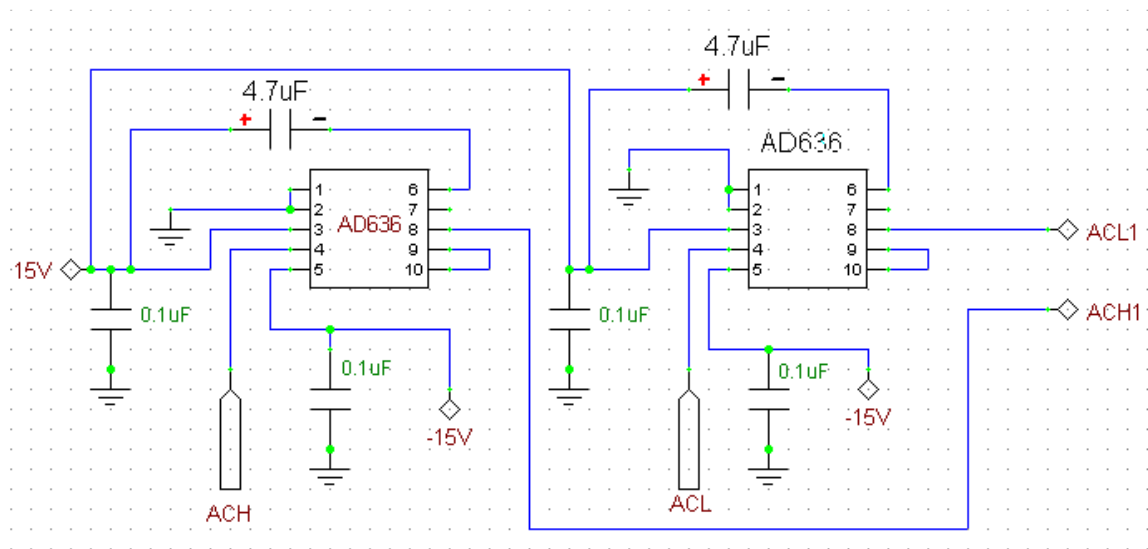 4.7uF
+ -
4.7uF
+ -
AD636
1 6
2 7
3 8
4 9
5 10
AD636
1 6
2 7
3 8
4 9
5 10
15V
0.1uF
0.1uF
-15V
ACH
0.1uF
0.1uF
-15V
ACL
ACL1
ACH1